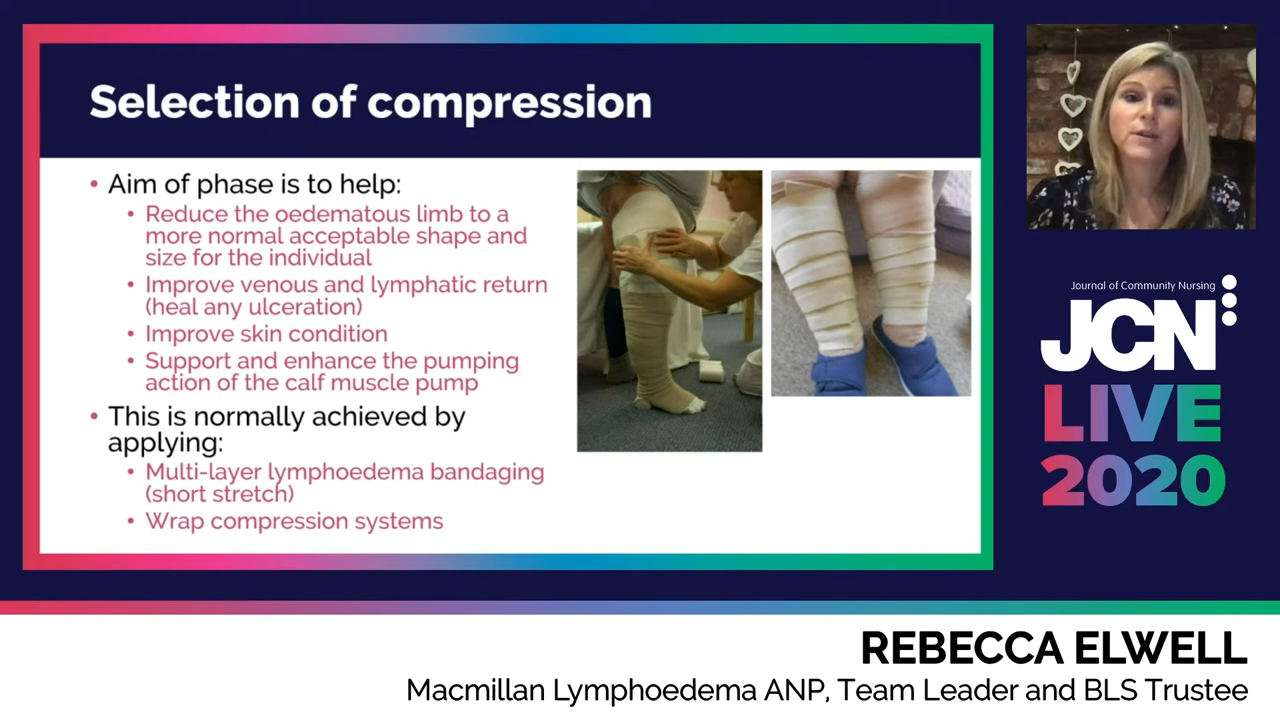 Selection of compression
• Aim of phase is to help:
• Reduce the oedematous limb to a
more normal acceptable shape and
size for the individual
• Improve venous and lymphatic return
(heal any ulceration)
• Improve skin condition
• Support and enhance the pumping
action of the calf muscle pump
• This is normally achieved by
applying:
• Multi-layer lymphoedema bandaging
(short stretch)
• Wrap compression systems
Journal of Community Nursing
JCN
LIVE
2020
REBECCA ELWELL
Macmillan Lymphoedema ANP, Team Leader and BLS Trustee